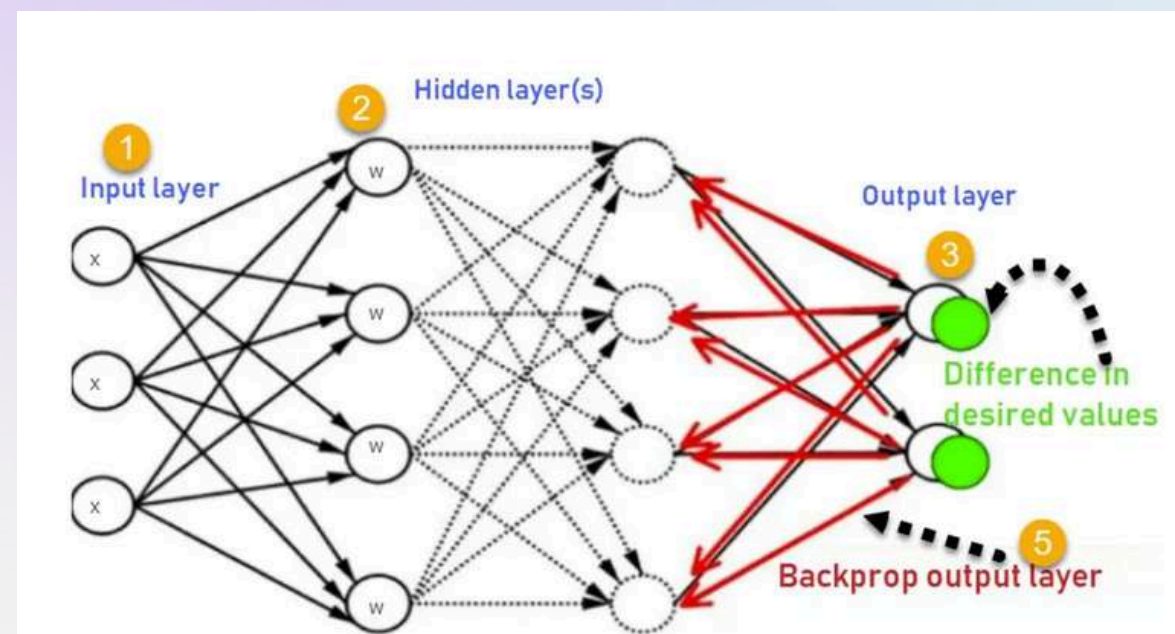 Hidden layer(s)
2
1
Input layer
w
Output layer
3
x
w
Difference in
desired values
x
w
x
5
Backprop output layer
w